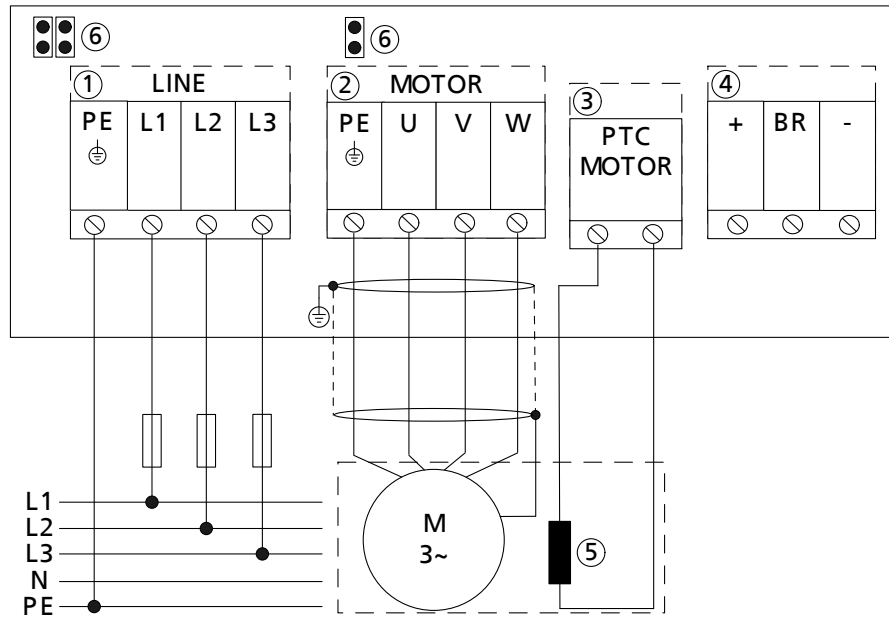 ⑥ ⑥
① LINE ② MOTOR ③ ④
PE L1 L2 L3 PE U V W PTC MOTOR + BR -
M
3~
⑤
L1
L2
L3
N
PE